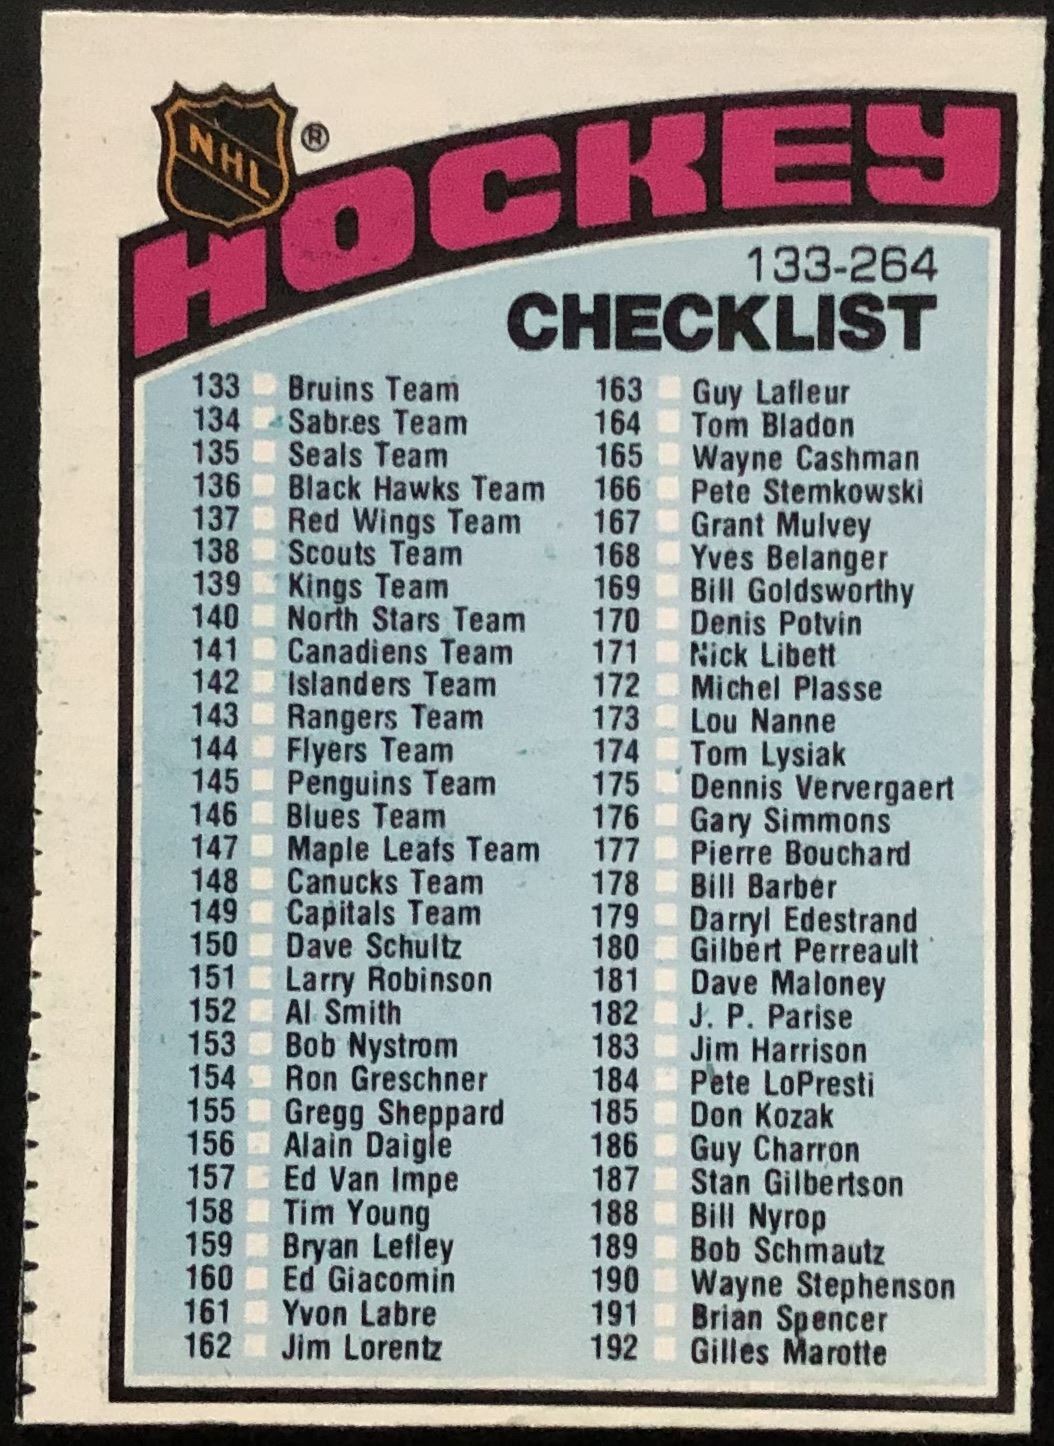 NHL ®
HOCKEY
133-264
CHECKLIST
133 Bruins Team
134 Sabres Team
135 Seals Team
136 Black Hawks Team
137 Red Wings Team
138 Scouts Team
139 Kings Team
140 North Stars Team
141 Canadiens Team
142 Islanders Team
143 Rangers Team
144 Flyers Team
145 Penguins Team
146 Blues Team
147 Maple Leafs Team
148 Canucks Team
149 Capitals Team
150 Dave Schultz
151 Larry Robinson
152 Al Smith
153 Bob Nystrom
154 Ron Greschner
155 Gregg Sheppard
156 Alain Daigle
157 Ed Van Impe
158 Tim Young
159 Bryan Lefley
160 Ed Giacomin
161 Yvon Labre
162 Jim Lorentz
163 Guy Lafleur
164 Tom Bladon
165 Wayne Cashman
166 Pete Stemkowski
167 Grant Mulvey
168 Yves Belanger
169 Bill Goldsworthy
170 Denis Potvin
171 Nick Libett
172 Michel Plasse
173 Lou Nanne
174 Tom Lysiak
175 Dennis Ververgaert
176 Gary Simmons
177 Pierre Bouchard
178 Bill Barber
179 Darryl Edestrand
180 Gilbert Perreault
181 Dave Maloney
182 J. P. Parise
183 Jim Harrison
184 Pete LoPresti
185 Don Kozak
186 Guy Charron
187 Stan Gilbertson
188 Bill Nyrop
189 Bob Schmautz
190 Wayne Stephenson
191 Brian Spencer
192 Gilles Marotte